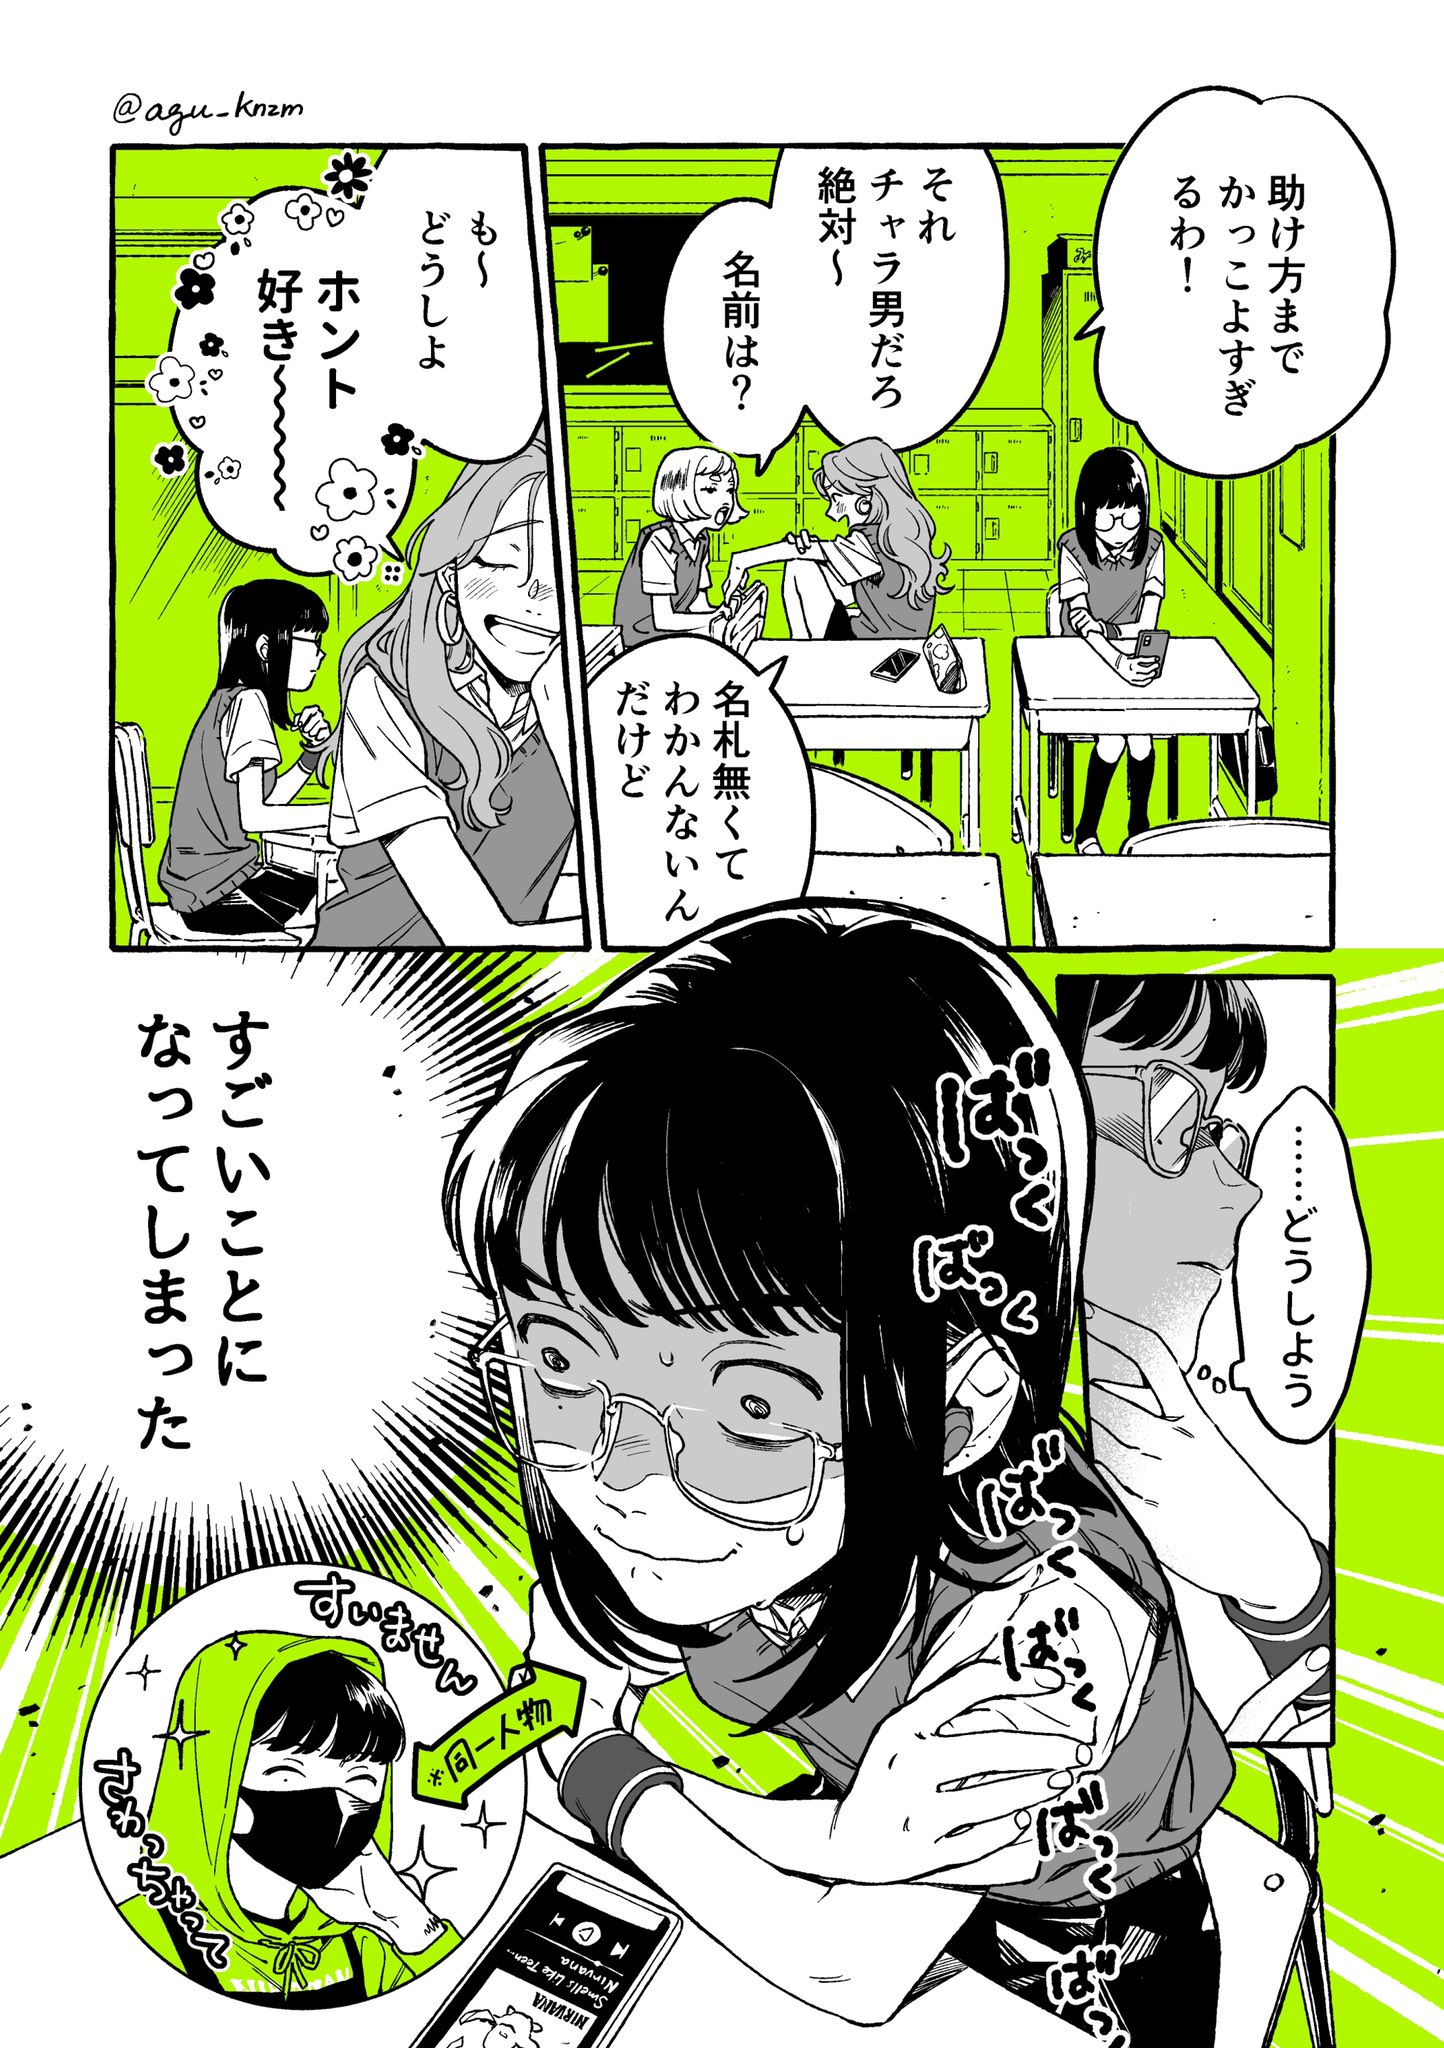 @agu_knzm
助け方まで
かっこよすぎ
るわ!
それ
チャラ男だろ
絶対〜
名前は?
名札無くて
わかんないん
だけど
も〜
どうしよ
ホント
好き〜〜〜〜
……どうしよう
すごいことに
なってしまった
ばっく
ばっく
ばっく
ばっく
ばっく
ばっ
すいません
さわっちゃって
※同一人物
Smells Like Teen...
Nirvana
NIRVANA